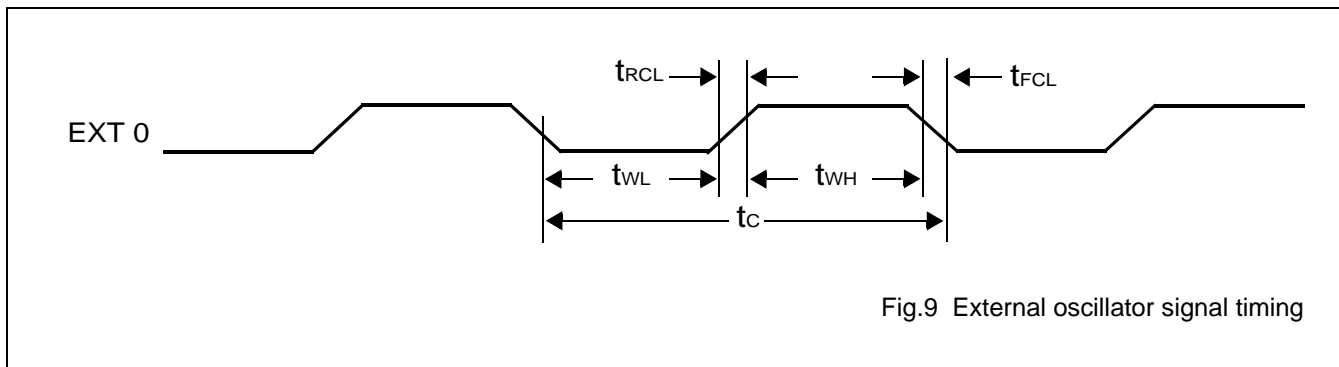 tRCL
tFCL
EXT 0
tWL
tWH
tC
Fig.9 External oscillator signal timing